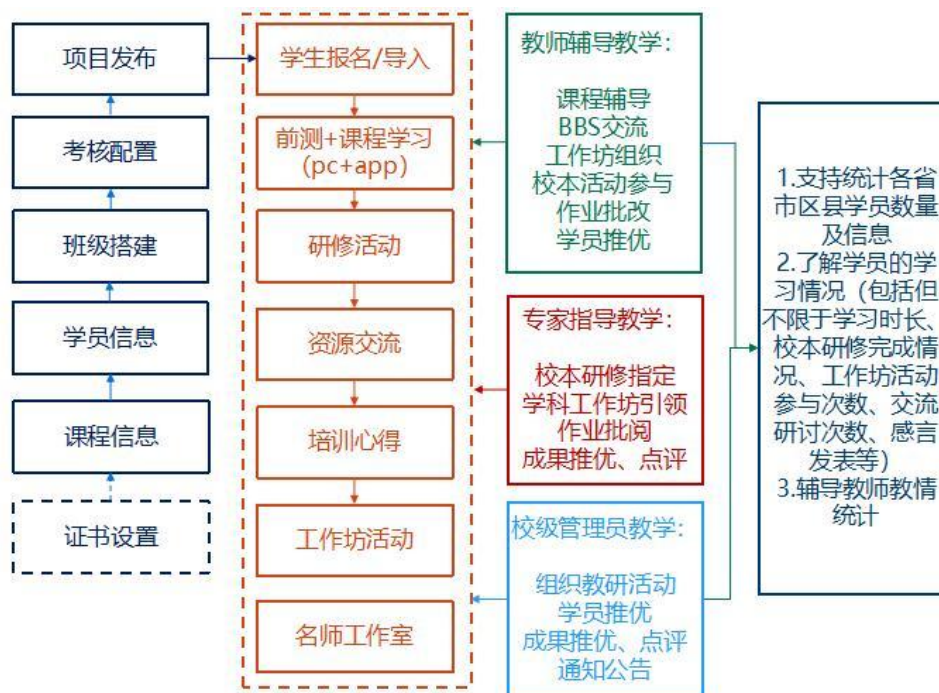 项目发布
考核配置
班级搭建
学员信息
课程信息
证书设置
学生报名/导入
前测+课程学习
(pc+app)
研修活动
资源交流
培训心得
工作坊活动
名师工作室
教师辅导教学：
课程辅导
BBS交流
工作坊组织
校本活动参与
作业批改
学员推优
专家指导教学：
校本研修指定
学科工作坊引领
作业批阅
成果推优、点评
校级管理员教学：
组织教研活动
学员推优
成果推优、点评
通知公告
1.支持统计各省
市区县学员数量
及信息
2.了解学员的学
习情况（包括但
不限于学习时长、
校本研修完成情
况、工作坊活动
参与次数、交流
研讨次数、感言
发表等）
3.辅导教师教情
统计